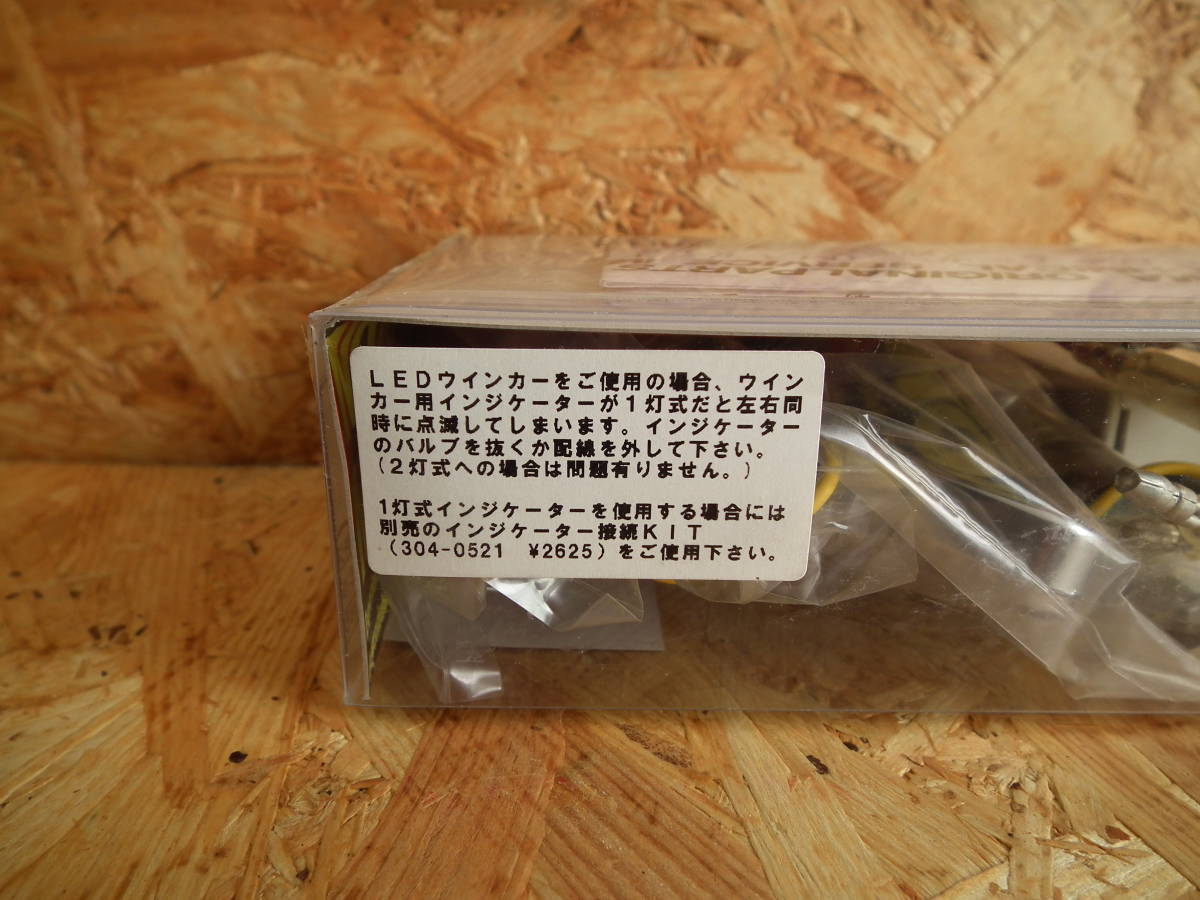 ORIGINAL PARTS
LEDウインカーをご使用の場合、ウイン
カー用インジケーターが1灯式だと左右同
時に点滅してしまいます。インジケーター
のバルブを抜くか配線を外して下さい。
(2灯式への場合は問題有りません。)
1灯式インジケーターを使用する場合には
別売のインジケーター接続KIT
(304-0521 ¥2625)をご使用下さい。